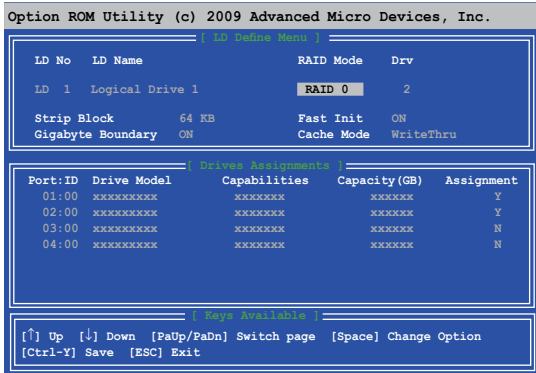 Option ROM Utility (c) 2009 Advanced Micro Devices, Inc.
[ LD Define Menu ]
LD No LD Name RAID Mode Drv
LD 1 Logical Drive 1 RAID 0 2
Strip Block 64 KB Fast Init ON
Gigabyte Boundary ON Cache Mode WriteThru
[ Drives Assignments ]
Port:ID Drive Model Capabilities Capacity(GB) Assignment
01:00 xxxxxxxxx xxxxxxx xxxxxx Y
02:00 xxxxxxxxx xxxxxxx xxxxxx Y
03:00 xxxxxxxxx xxxxxxx xxxxxx N
04:00 xxxxxxxxx xxxxxxx xxxxxx N
[ Keys Available ]
[↑] Up [↓] Down [PaUp/PaDn] Switch page [Space] Change Option
[Ctrl-Y] Save [ESC] Exit